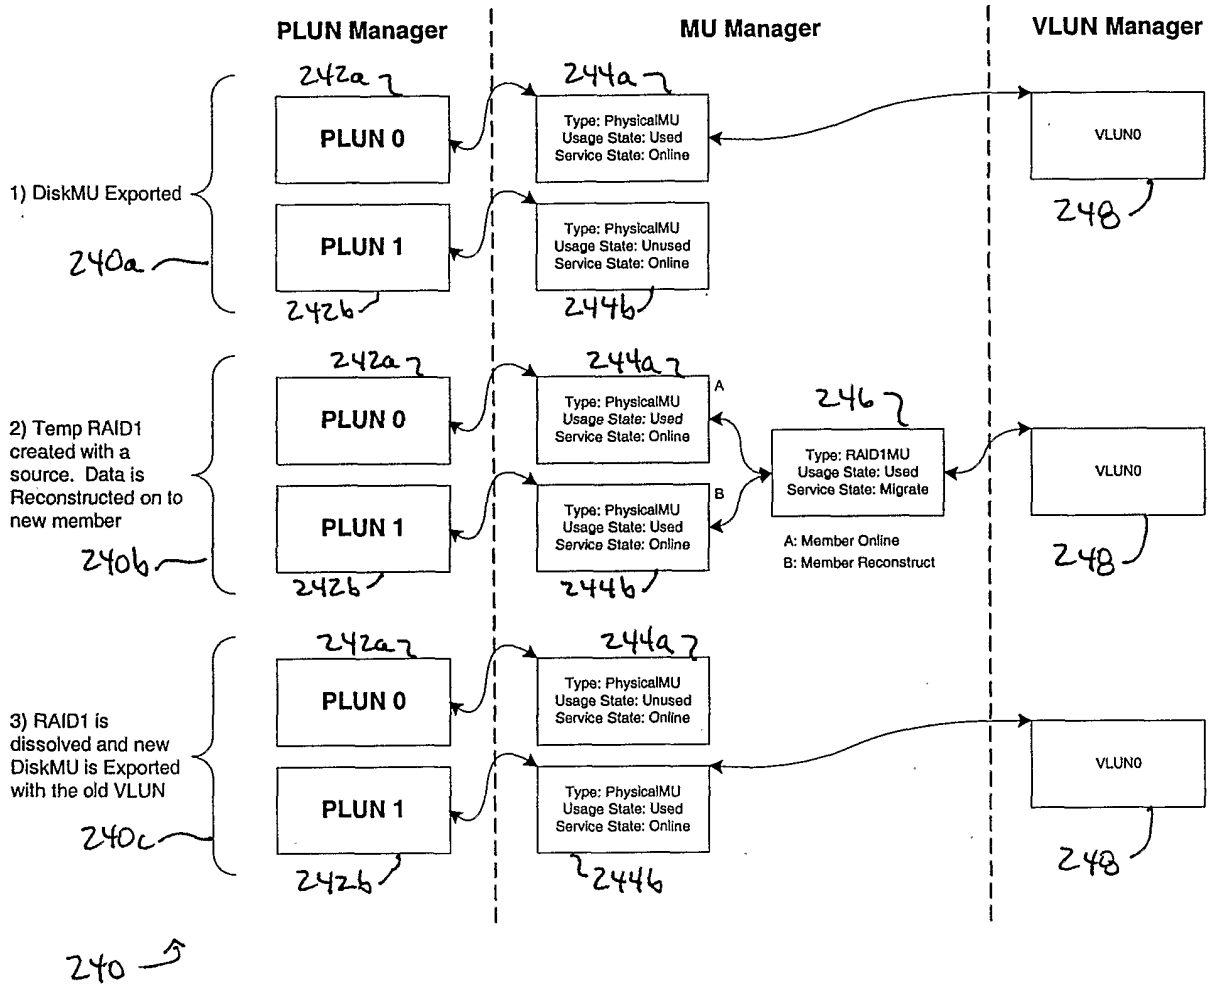 PLUN Manager
MU Manager
VLUN Manager
242a
244a
PLUN 0
Type: PhysicalMU
Usage State: Used
Service State: Online
VLUN0
248
1) DiskMU Exported
240a
PLUN 1
Type: PhysicalMU
Usage State: Unused
Service State: Online
242b
244b
242a
244a
PLUN 0
Type: PhysicalMU
Usage State: Used
Service State: Online
A
246
2) Temp RAID1
created with a
source. Data is
Reconstructed on to
new member
240b
Type: RAID1MU
Usage State: Used
Service State: Migrate
VLUN0
248
PLUN 1
Type: PhysicalMU
Usage State: Used
Service State: Online
B
A: Member Online
B: Member Reconstruct
242b
244b
242a
244a
PLUN 0
Type: PhysicalMU
Usage State: Unused
Service State: Online
3) RAID1 is
dissolved and new
DiskMU is Exported
with the old VLUN
240c
VLUN0
248
PLUN 1
Type: PhysicalMU
Usage State: Used
Service State: Online
242b
244b
240